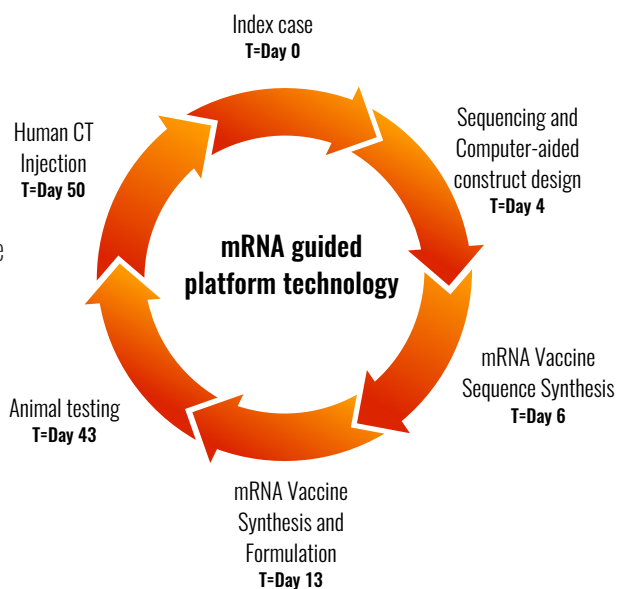 Index case
T=Day 0
Sequencing and
Computer-aided
construct design
T=Day 4
mRNA Vaccine
Sequence Synthesis
T=Day 6
mRNA Vaccine
Synthesis and
Formulation
T=Day 13
Animal testing
T=Day 43
Human CT
Injection
T=Day 50
mRNA guided
platform technology
e